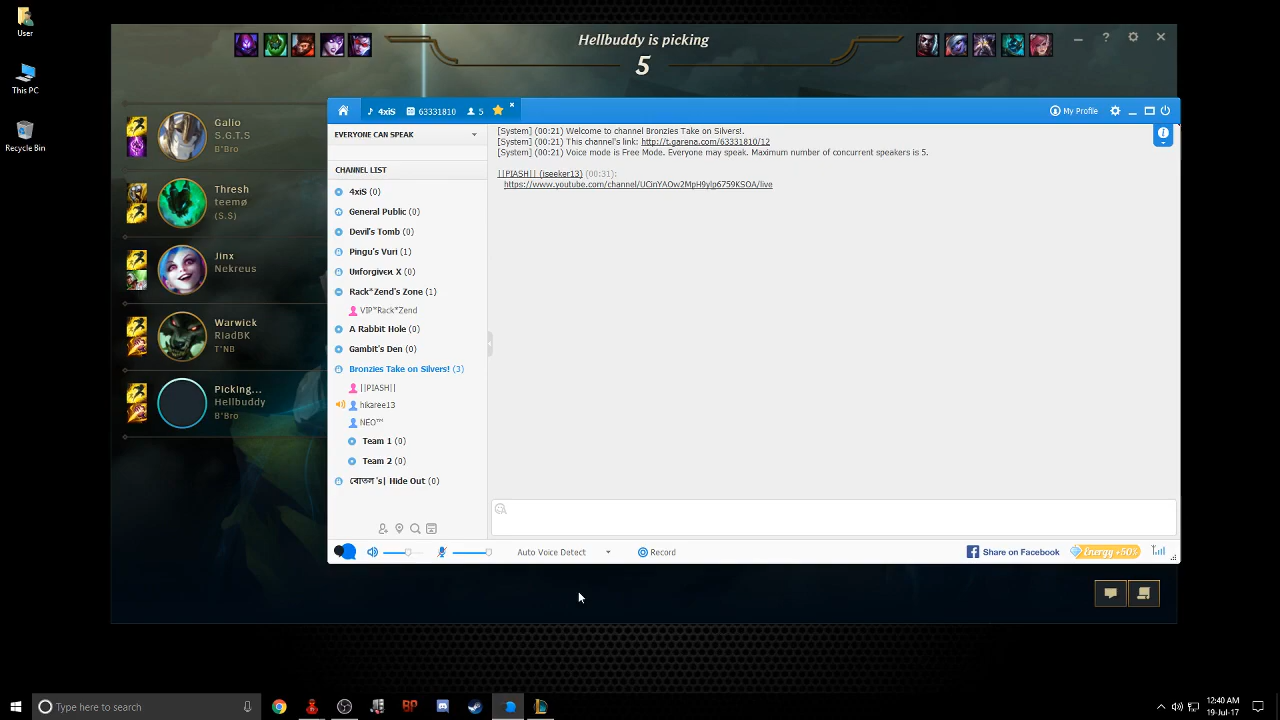 User
This PC
Recycle Bin
Hellbuddy is picking
5
?
Galio
S.G.T.S
B'Bro
Thresh
teemø
(S.S)
Jinx
Nekreus
Warwick
RiadBK
T'NB
Picking...
Hellbuddy
B'Bro
4xiS 63331810 5
My Profile
EVERYONE CAN SPEAK
CHANNEL LIST
4xiS (0)
General Public (0)
Devil's Tomb (0)
Pingu's Vuri (1)
Uиforgiveи X (0)
Rack*Zend's Zone (1)
VIP*Rack*Zend
A Rabbit Hole (0)
Gambit's Den (0)
Bronzies Take on Silvers! (3)
||PIASH||
hikaree13
NEO™
Team 1 (0)
Team 2 (0)
বোতল 's| Hide Out (0)
[System] (00:21) Welcome to channel Bronzies Take on Silvers!.
[System] (00:21) This channel's link: http://t.garena.com/63331810/12
[System] (00:21) Voice mode is Free Mode. Everyone may speak. Maximum number of concurrent speakers is 5.
||PIASH|| (iseeker13) (00:31):
https://www.youtube.com/channel/UCinYAOw2MpH9ylp6759KSOA/live
Auto Voice Detect
Record
Share on Facebook
Energy +50%
Type here to search
BP
12:40 AM
19-Jul-17